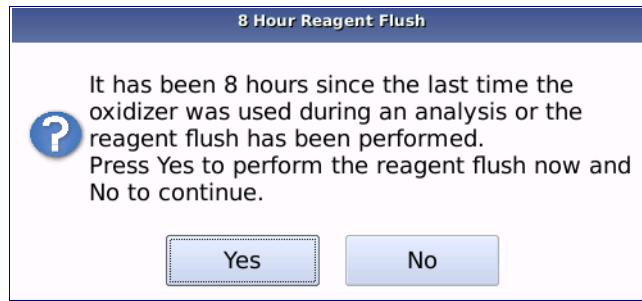 8 Hour Reagent Flush
It has been 8 hours since the last time the
oxidizer was used during an analysis or the
reagent flush has been performed.
Press Yes to perform the reagent flush now and
No to continue.
Yes
No